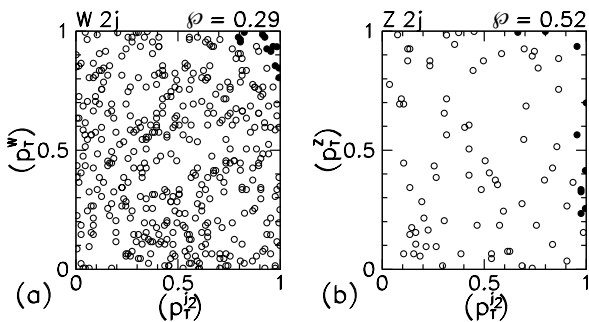 W 2j ℘ = 0.29 Z 2j ℘ = 0.52
1 1
(p_T^W) 0.5 (p_T^Z) 0.5
0 0
0 0.5 1 0 0.5 1
(a) (p_T^{j2}) (b) (p_T^{j2})